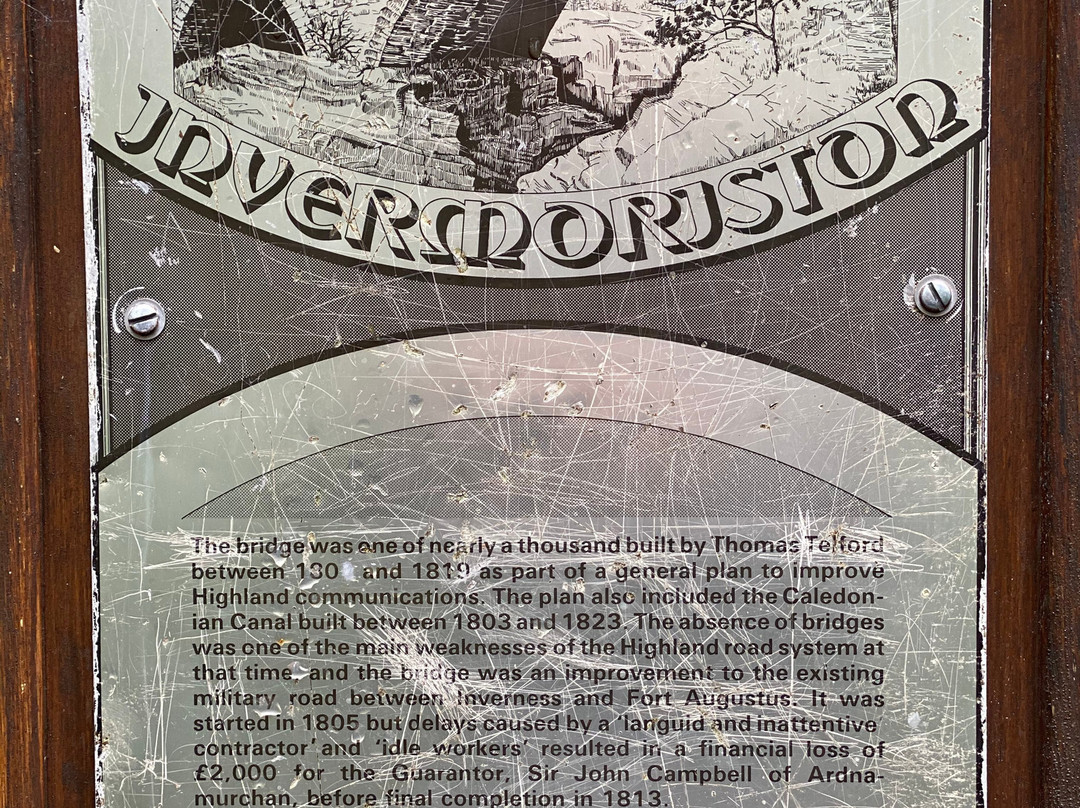 INVERMORISTON
The bridge was one of nearly a thousand built by Thomas Telford
between and 1819 as part of a general plan to improve
Highland communications. The plan also included the Caledon-
ian Canal built between 1803 and 1823. The absence of bridges
was one of the main weaknesses of the Highland road system at
that time, and the bridge was an improvement to the existing
military road between Inverness and Fort Augustus. It was
started in 1805 but delays caused by a 'languid and inattentive
contractor' and 'idle workers' resulted in a financial loss of
£2,000 for the Guarantor, Sir John Campbell of Ardna-
murchan, before final completion in 1813.